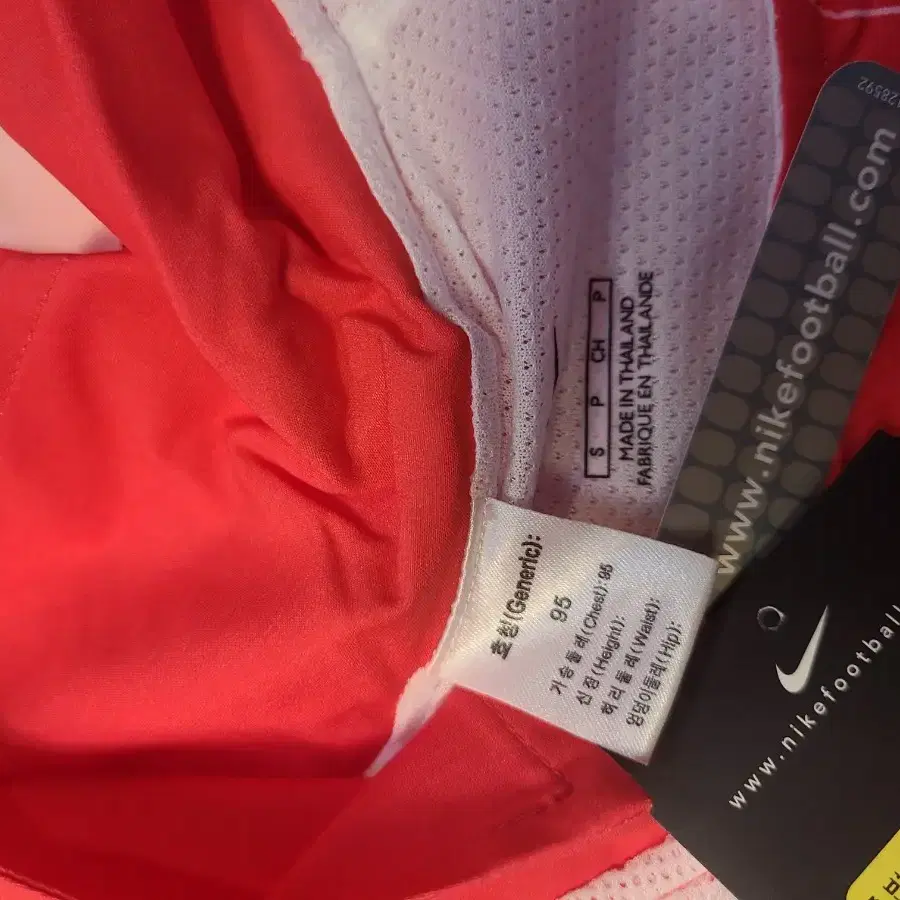 S P CH P
MADE IN THAILAND
FABRIQUE EN THAILANDE
호칭(Generic):
95
가슴둘레(Chest):95
신장(Height):
허리둘레(Waist):
엉덩이둘레(Hip):
www.nikefootball.com
128592
www.nikefootball